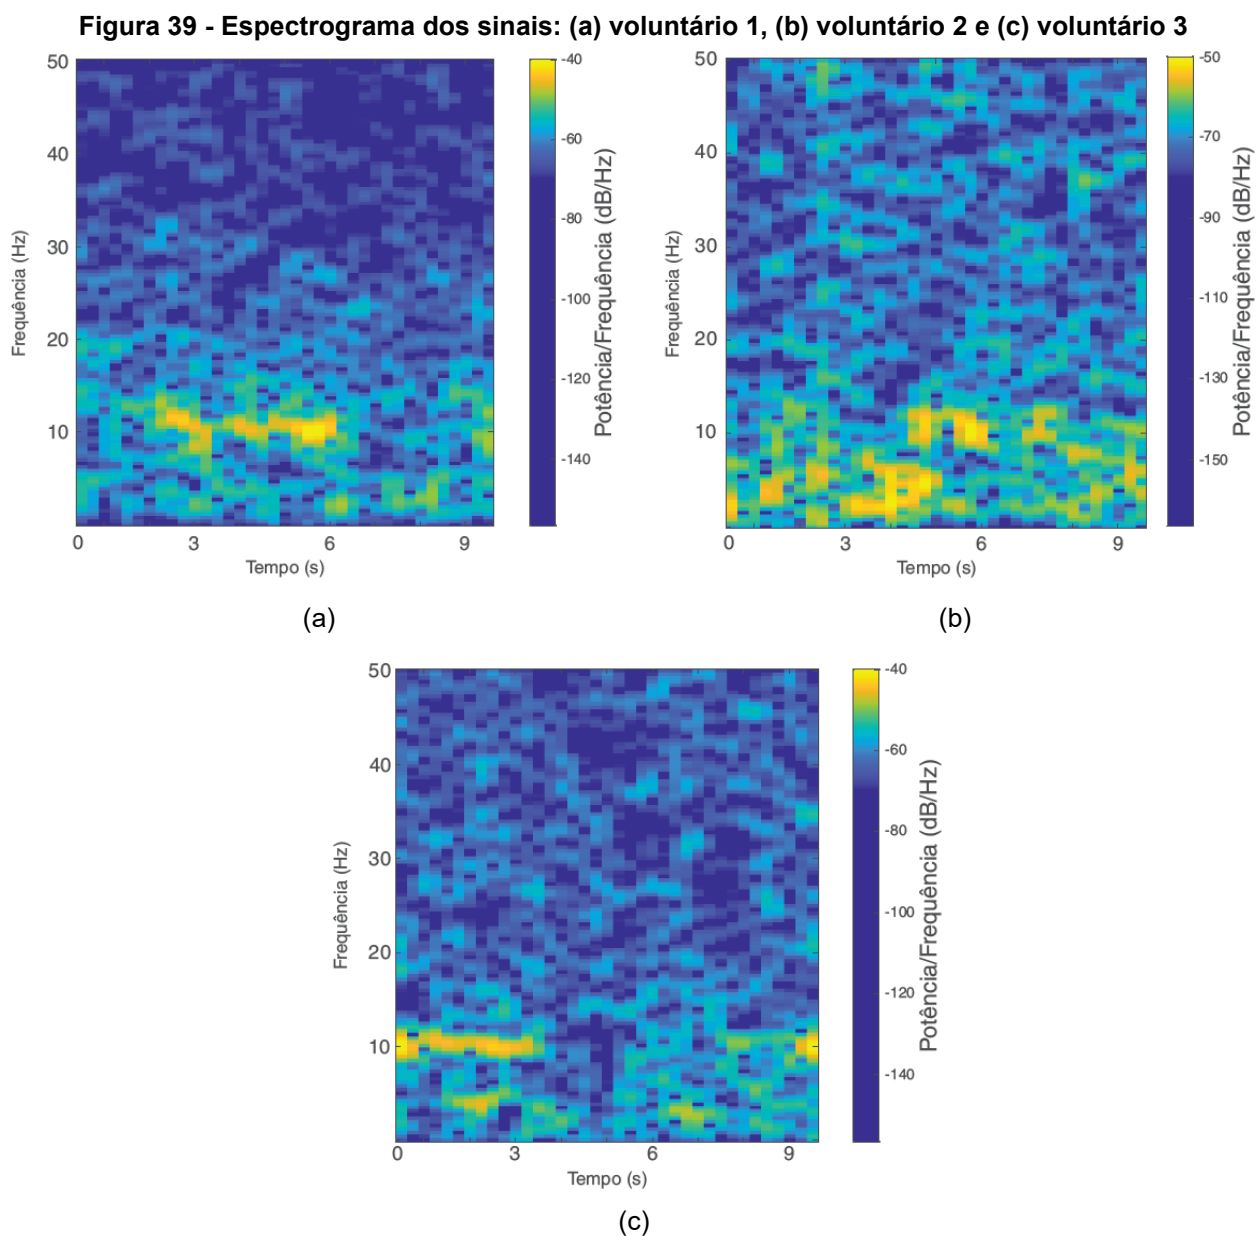 Figura 39 - Espectrograma dos sinais: (a) voluntário 1, (b) voluntário 2 e (c) voluntário 3
50
40
30
20
10
Frequência (Hz)
0 3 6 9
Tempo (s)
-40
-60
-80
-100
-120
-140
Potência/Frequência (dB/Hz)
(a)
50
40
30
20
10
Frequência (Hz)
0 3 6 9
Tempo (s)
-50
-70
-90
-110
-130
-150
Potência/Frequência (dB/Hz)
(b)
50
40
30
20
10
Frequência (Hz)
0 3 6 9
Tempo (s)
-40
-60
-80
-100
-120
-140
Potência/Frequência (dB/Hz)
(c)